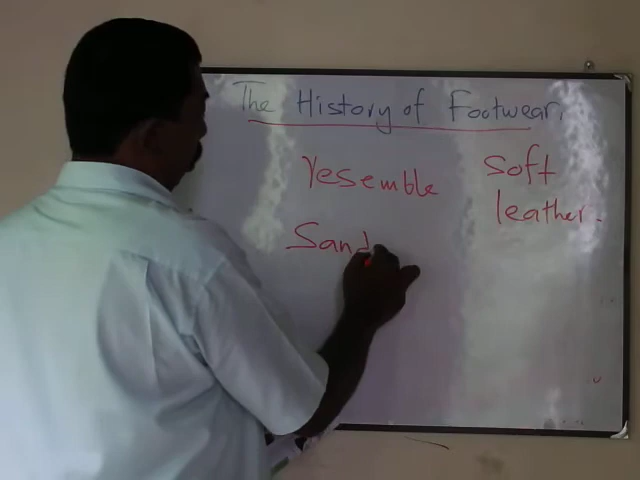 The History of Footwear.
resemble
Soft
leather.
Sand